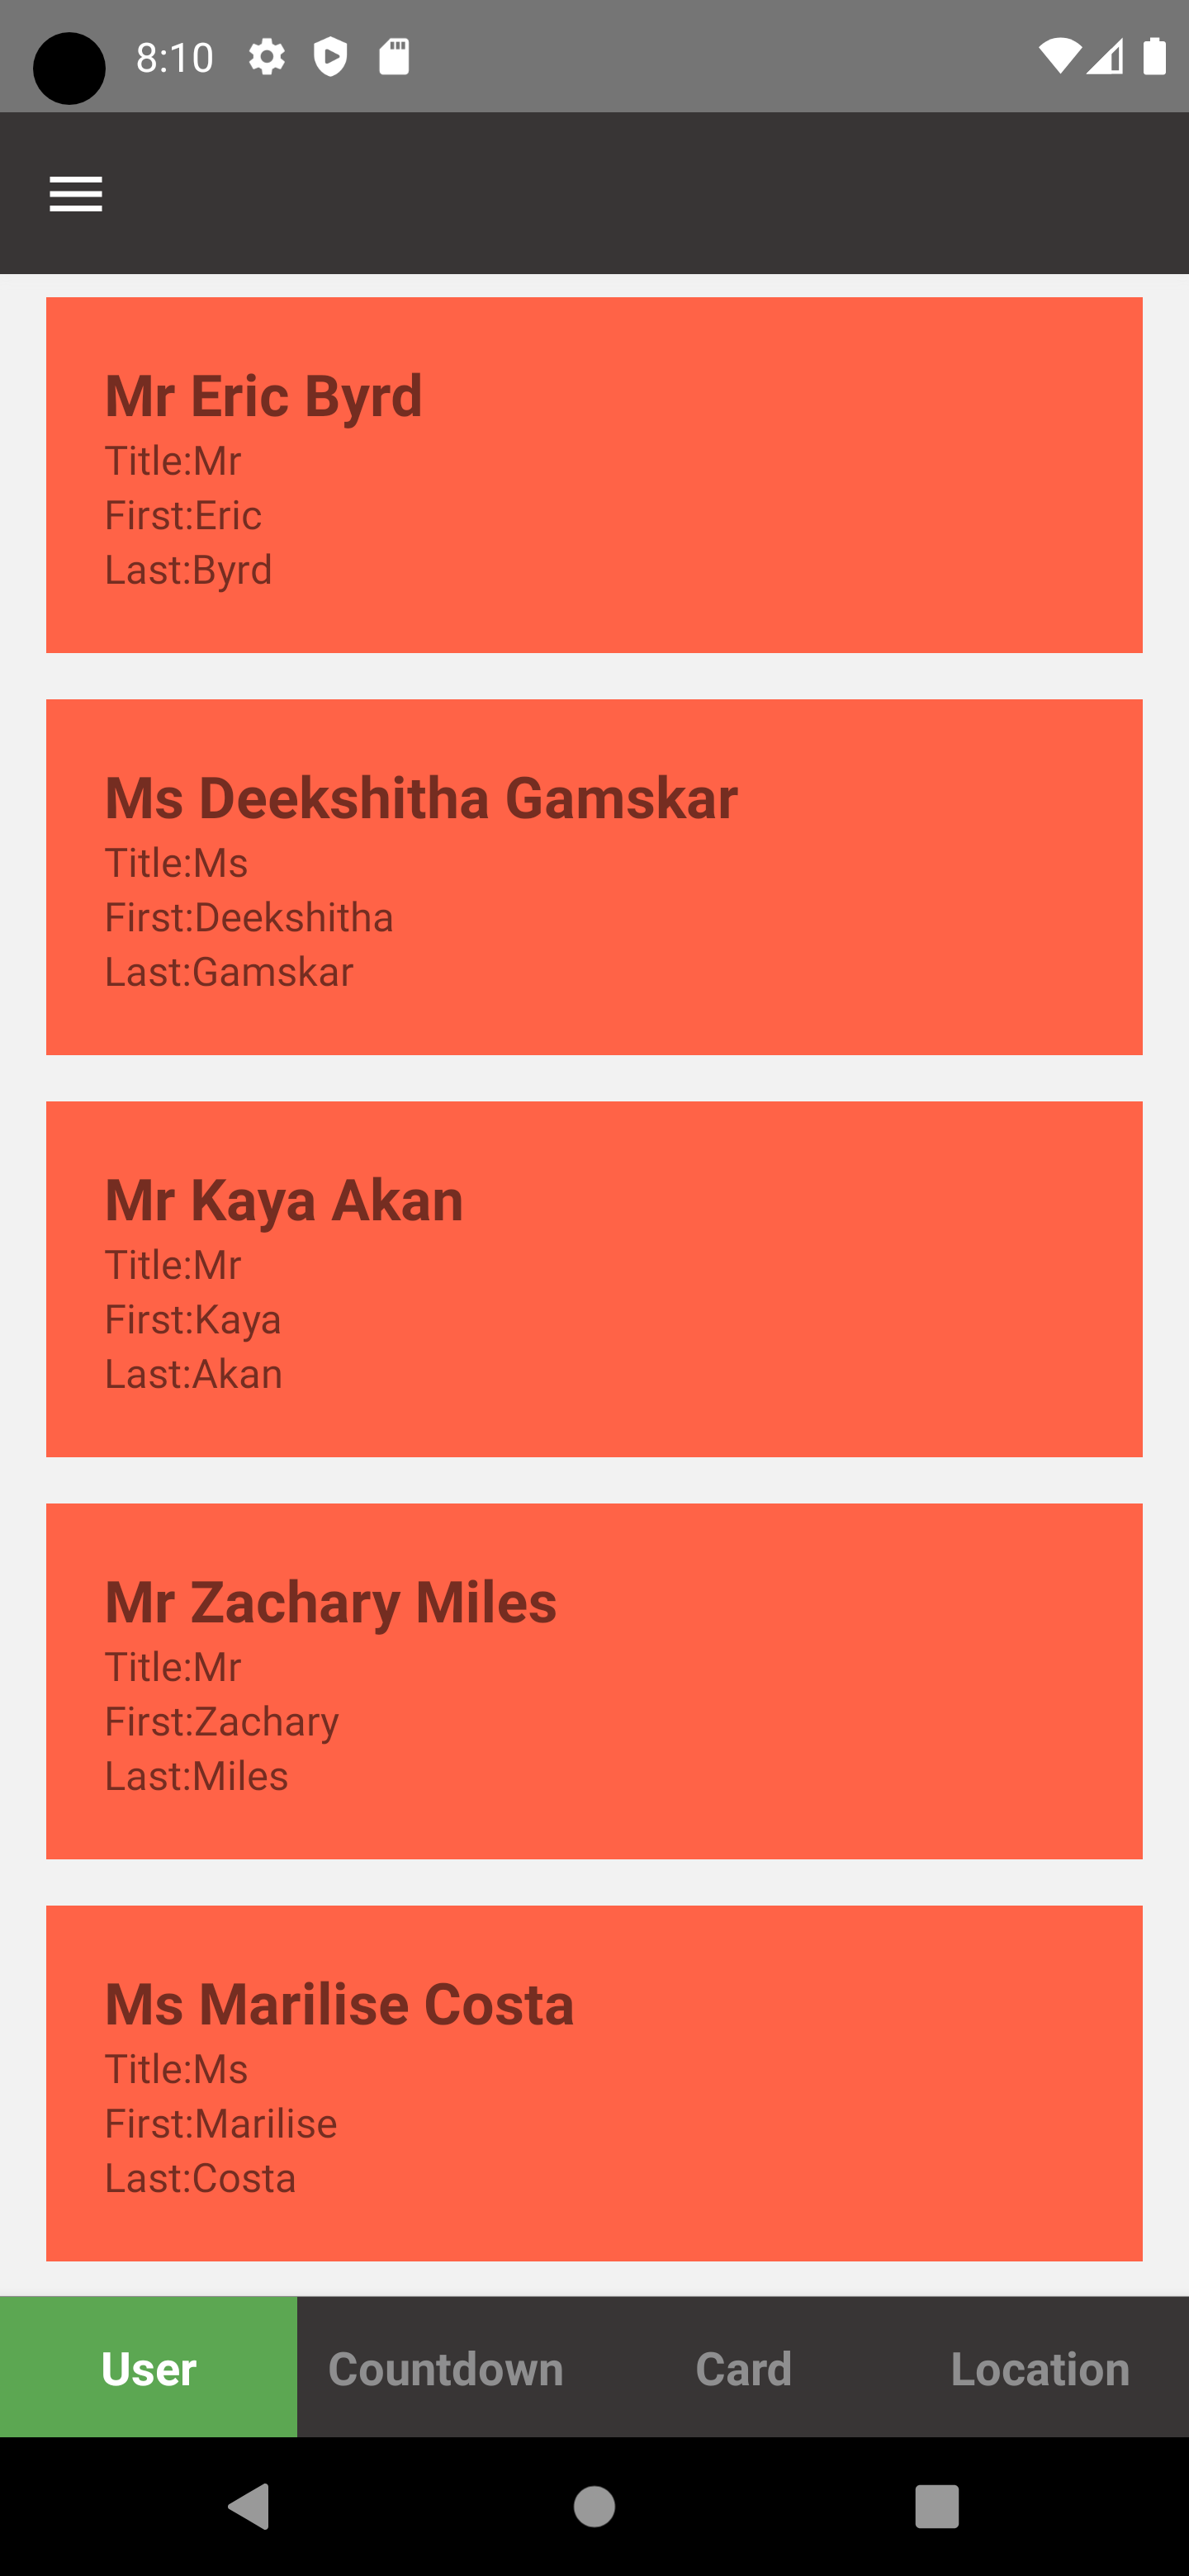 8:10
Mr Eric Byrd
Title:Mr
First:Eric
Last:Byrd
Ms Deekshitha Gamskar
Title:Ms
First:Deekshitha
Last:Gamskar
Mr Kaya Akan
Title:Mr
First:Kaya
Last:Akan
Mr Zachary Miles
Title:Mr
First:Zachary
Last:Miles
Ms Marilise Costa
Title:Ms
First:Marilise
Last:Costa
User Countdown Card Location